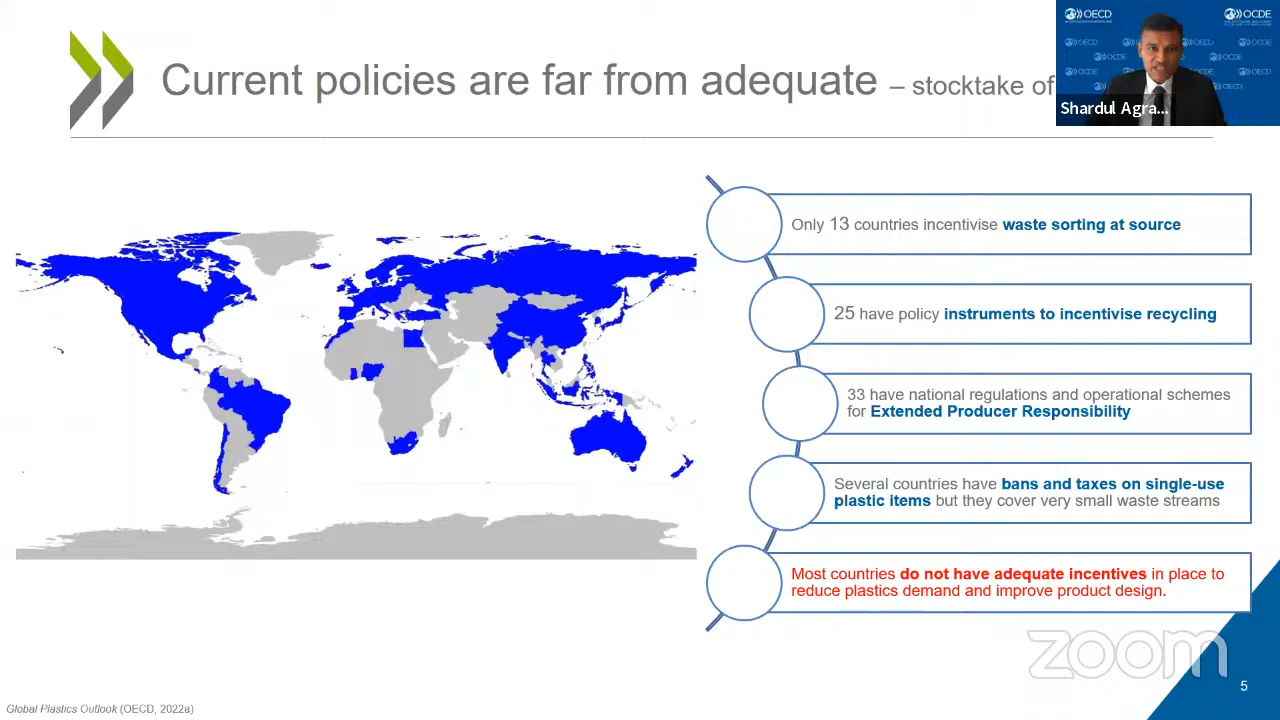 Current policies are far from adequate – stocktake of
OECD
OCDE
Shardul Agra...
Only 13 countries incentivise waste sorting at source
25 have policy instruments to incentivise recycling
33 have national regulations and operational schemes
for Extended Producer Responsibility
Several countries have bans and taxes on single-use
plastic items but they cover very small waste streams
Most countries do not have adequate incentives in place to
reduce plastics demand and improve product design.
zoom
5
Global Plastics Outlook (OECD, 2022a)